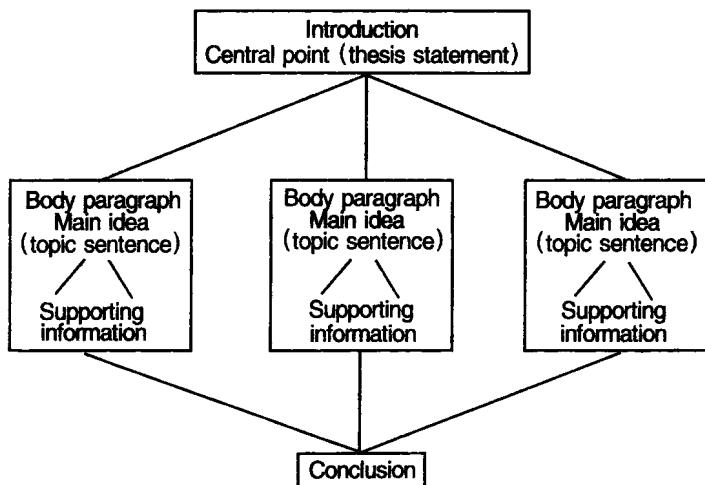 Introduction
Central point (thesis statement)
Body paragraph
Main idea
(topic sentence)
Supporting
information
Body paragraph
Main idea
(topic sentence)
Supporting
information
Body paragraph
Main idea
(topic sentence)
Supporting
information
Conclusion